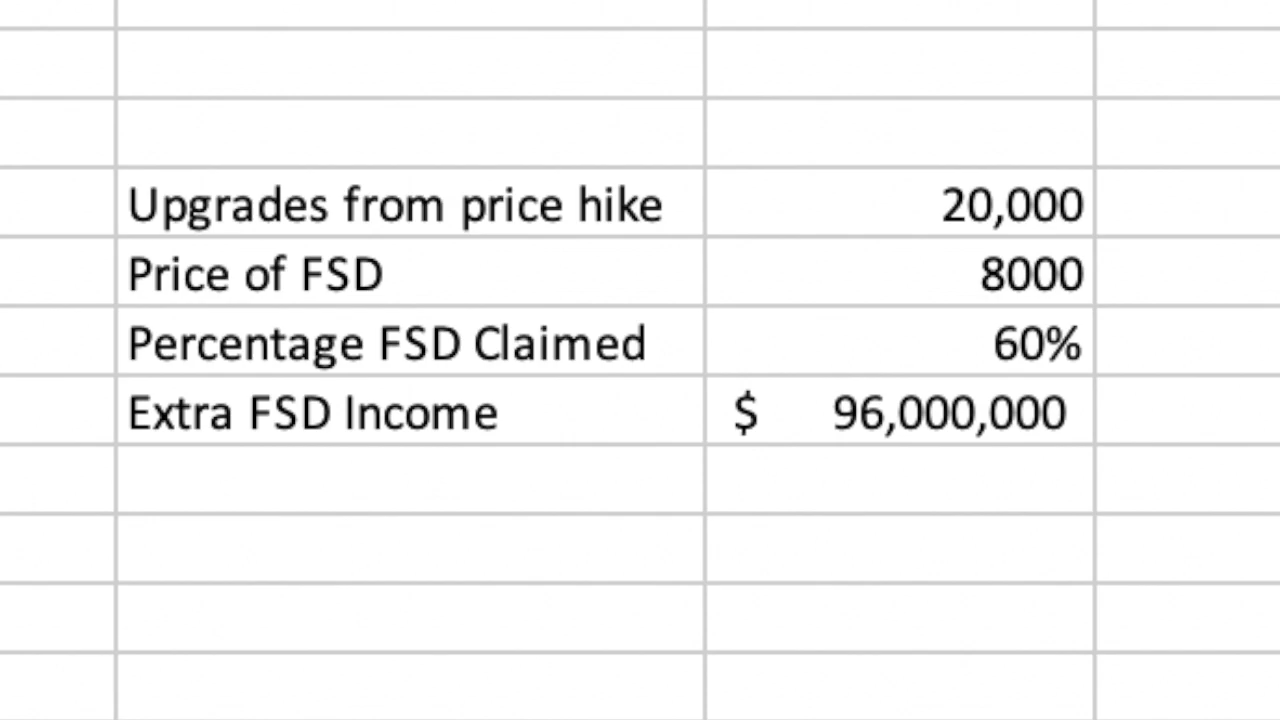 Upgrades from price hike 20,000
Price of FSD 8000
Percentage FSD Claimed 60%
Extra FSD Income $ 96,000,000